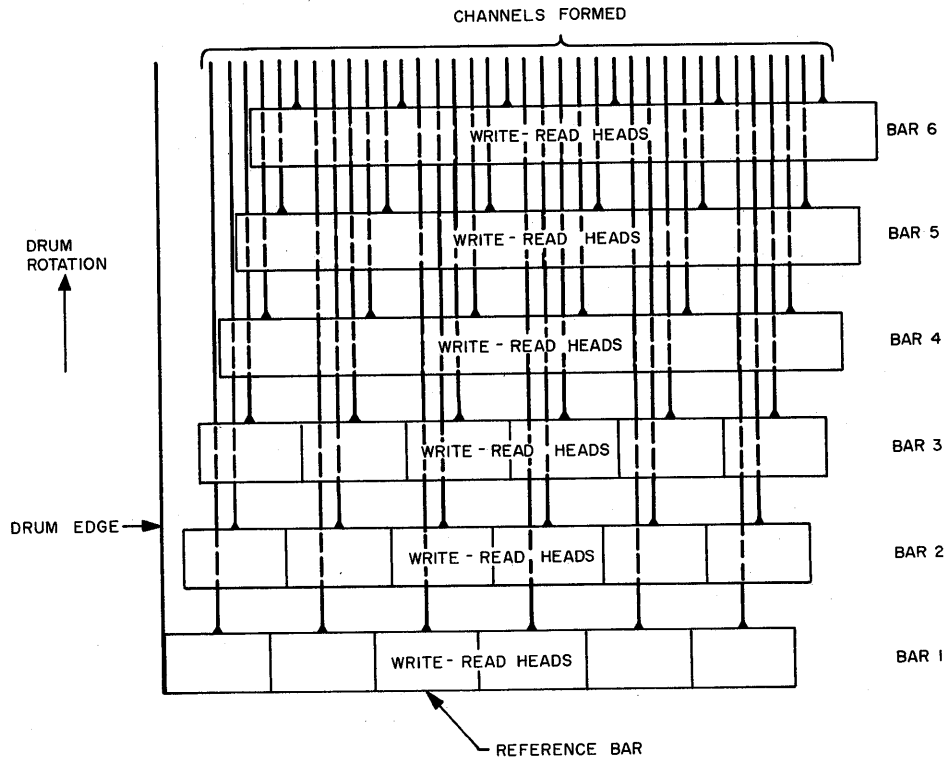 CHANNELS FORMED
WRITE-READ HEADS
BAR 6
WRITE-READ HEADS
BAR 5
DRUM
ROTATION
WRITE-READ HEADS
BAR 4
WRITE-READ HEADS
BAR 3
DRUM EDGE
WRITE-READ HEADS
BAR 2
WRITE-READ HEADS
BAR 1
REFERENCE BAR